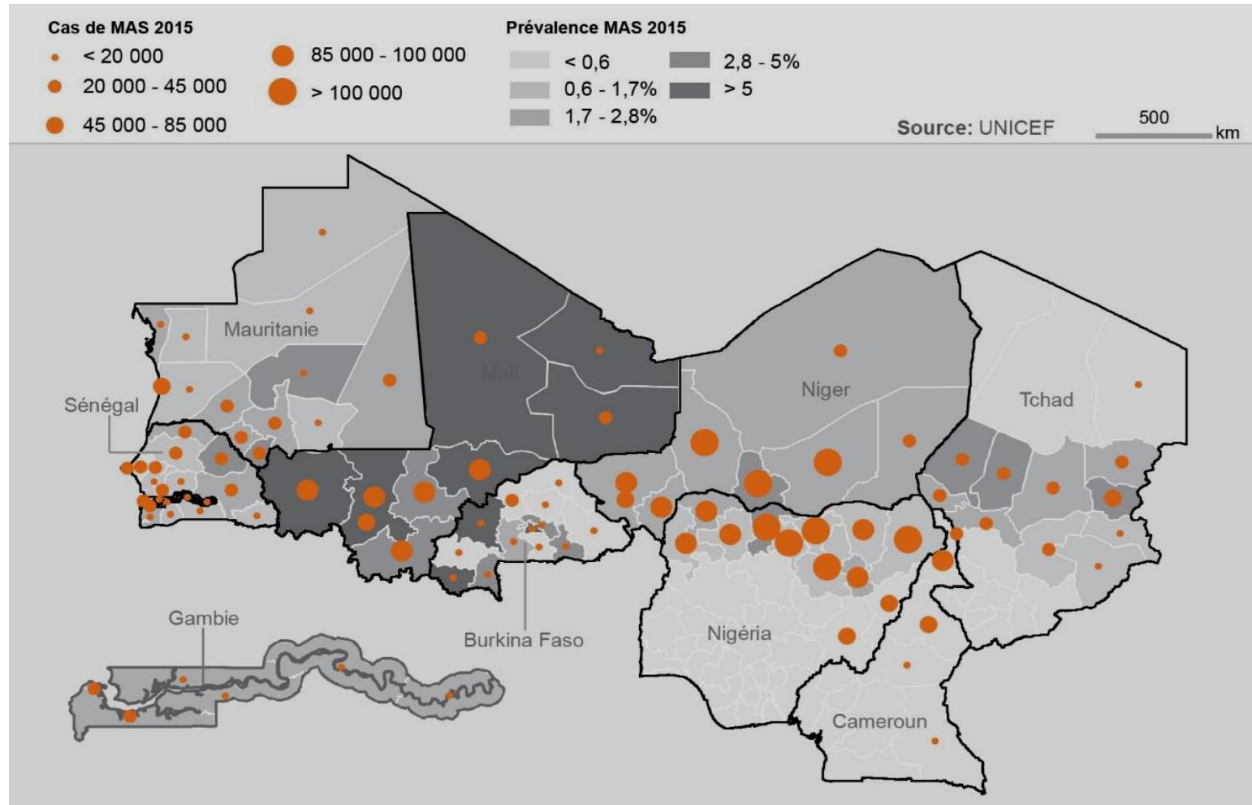 Cas de MAS 2015
< 20 000
20 000 - 45 000
45 000 - 85 000
85 000 - 100 000
> 100 000
Prévalence MAS 2015
< 0,6
0,6 - 1,7%
1,7 - 2,8%
2,8 - 5%
> 5
Source: UNICEF
500
km
Mauritanie
Mali
Niger
Tchad
Sénégal
Gambie
Burkina Faso
Nigéria
Cameroun